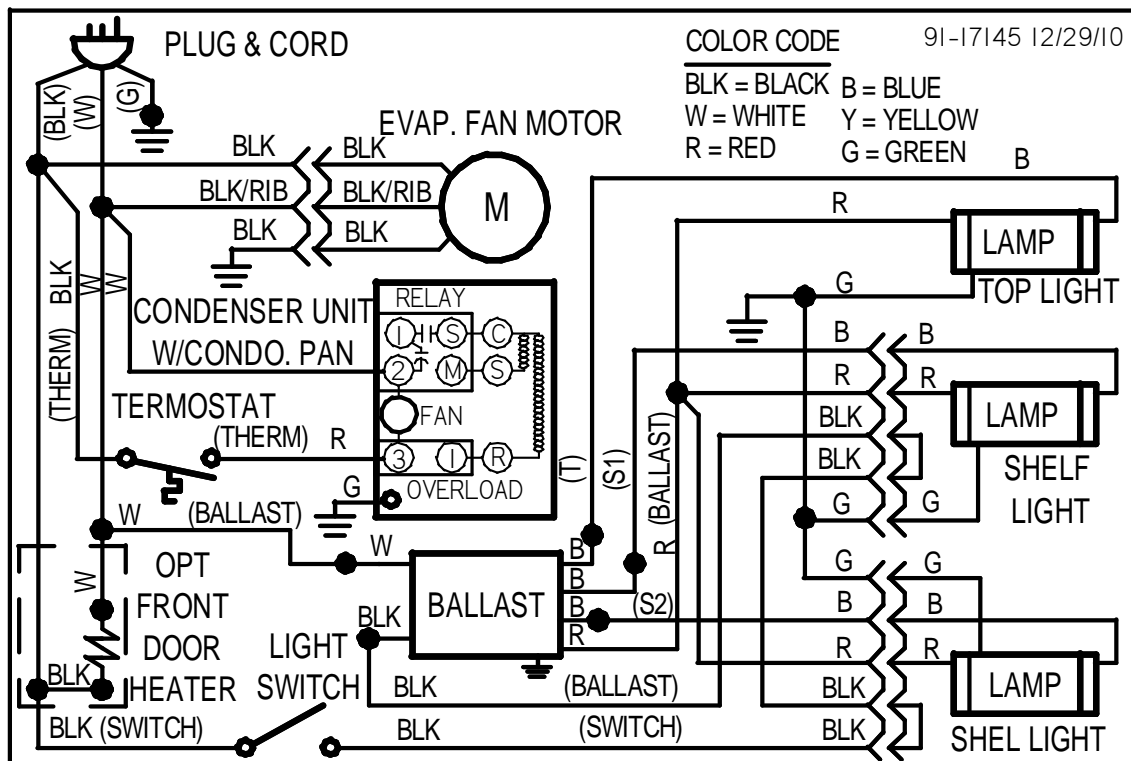 PLUG & CORD
COLOR CODE
91-17145 12/29/10
BLK = BLACK
B = BLUE
W = WHITE
Y = YELLOW
R = RED
G = GREEN
(BLK)
(W)
(G)
EVAP. FAN MOTOR
BLK
BLK
BLK/RIB
BLK/RIB
BLK
BLK
M
B
R
LAMP
TOP LIGHT
G
BLK
W
W
(THERM)
CONDENSER UNIT
W/CONDO. PAN
RELAY
1
S
C
2
M
S
FAN
3
1
R
OVERLOAD
G
TERMOSTAT
(THERM)
R
B
B
R
R
LAMP
BLK
BLK
SHELF
LIGHT
G
G
(T)
(S1)
R (BALLAST)
W
(BALLAST)
W
OPT
FRONT
DOOR
HEATER
W
BLK
BALLAST
BLK
B
B
B
R
(S2)
G
G
B
B
R
R
LAMP
BLK
BLK
SHEL LIGHT
LIGHT
SWITCH
BLK
(BALLAST)
BLK (SWITCH)
BLK
(SWITCH)